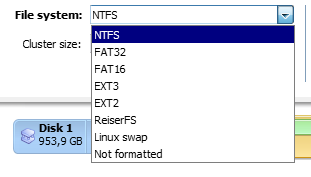 File system: NTFS
NTFS
Cluster size: FAT32
FAT16
EXT3
EXT2
ReiserFS
Disk 1
Linux swap
953,9 GB
Not formatted